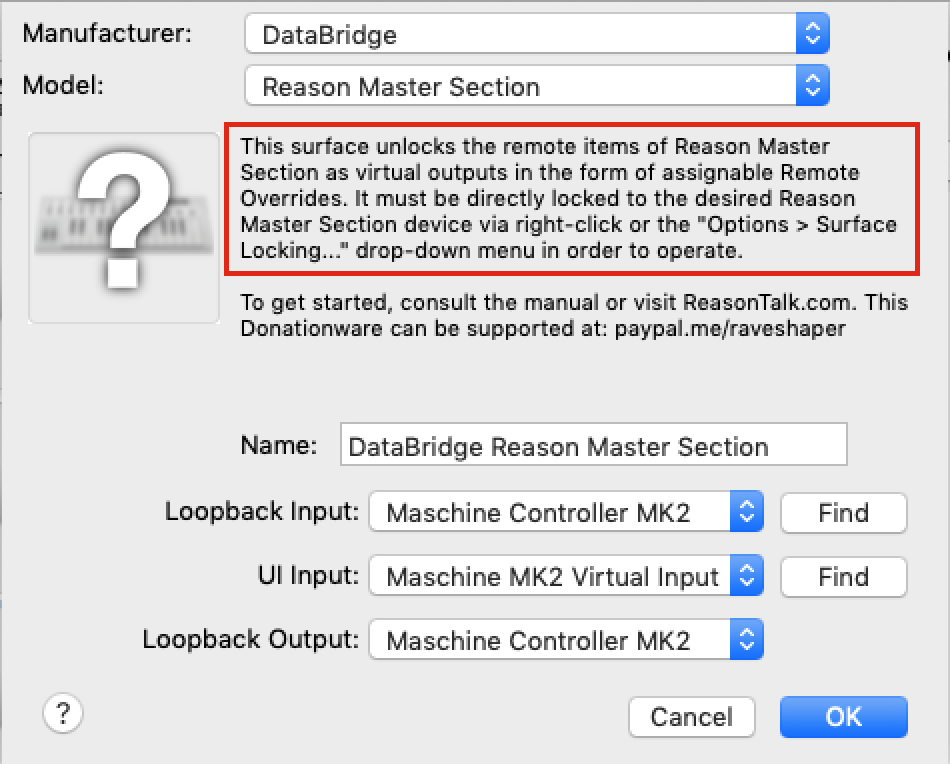 Manufacturer: DataBridge
Model: Reason Master Section
This surface unlocks the remote items of Reason Master
Section as virtual outputs in the form of assignable Remote
Overrides. It must be directly locked to the desired Reason
Master Section device via right-click or the "Options > Surface
Locking..." drop-down menu in order to operate.
To get started, consult the manual or visit ReasonTalk.com. This
Donationware can be supported at: paypal.me/raveshaper
Name: DataBridge Reason Master Section
Loopback Input: Maschine Controller MK2 Find
UI Input: Maschine MK2 Virtual Input Find
Loopback Output: Maschine Controller MK2
? Cancel OK